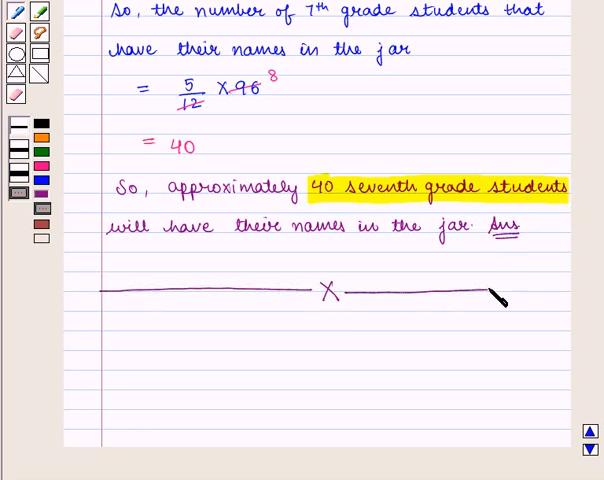 So, the number of 7th grade students that
have their names in the jar
= 5/12 × 96 8
= 40
So, approximately 40 seventh grade students
will have their names in the jar. Ans
X